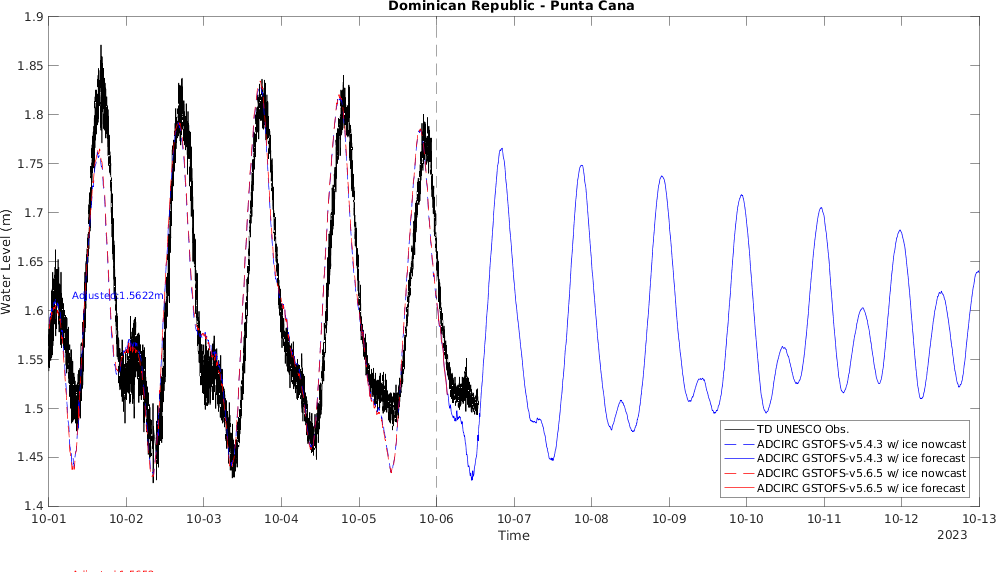 Dominican Republic - Punta Cana
1.9
1.85
1.8
1.75
1.7
1.65
1.6
1.55
1.5
1.45
1.4
Water Level (m)
Adjusted:1.5622m
TD UNESCO Obs.
ADCIRC GSTOFS-v5.4.3 w/ ice nowcast
ADCIRC GSTOFS-v5.4.3 w/ ice forecast
ADCIRC GSTOFS-v5.6.5 w/ ice nowcast
ADCIRC GSTOFS-v5.6.5 w/ ice forecast
10-01 10-02 10-03 10-04 10-05 10-06 10-07 10-08 10-09 10-10 10-11 10-12 10-13
Time
2023